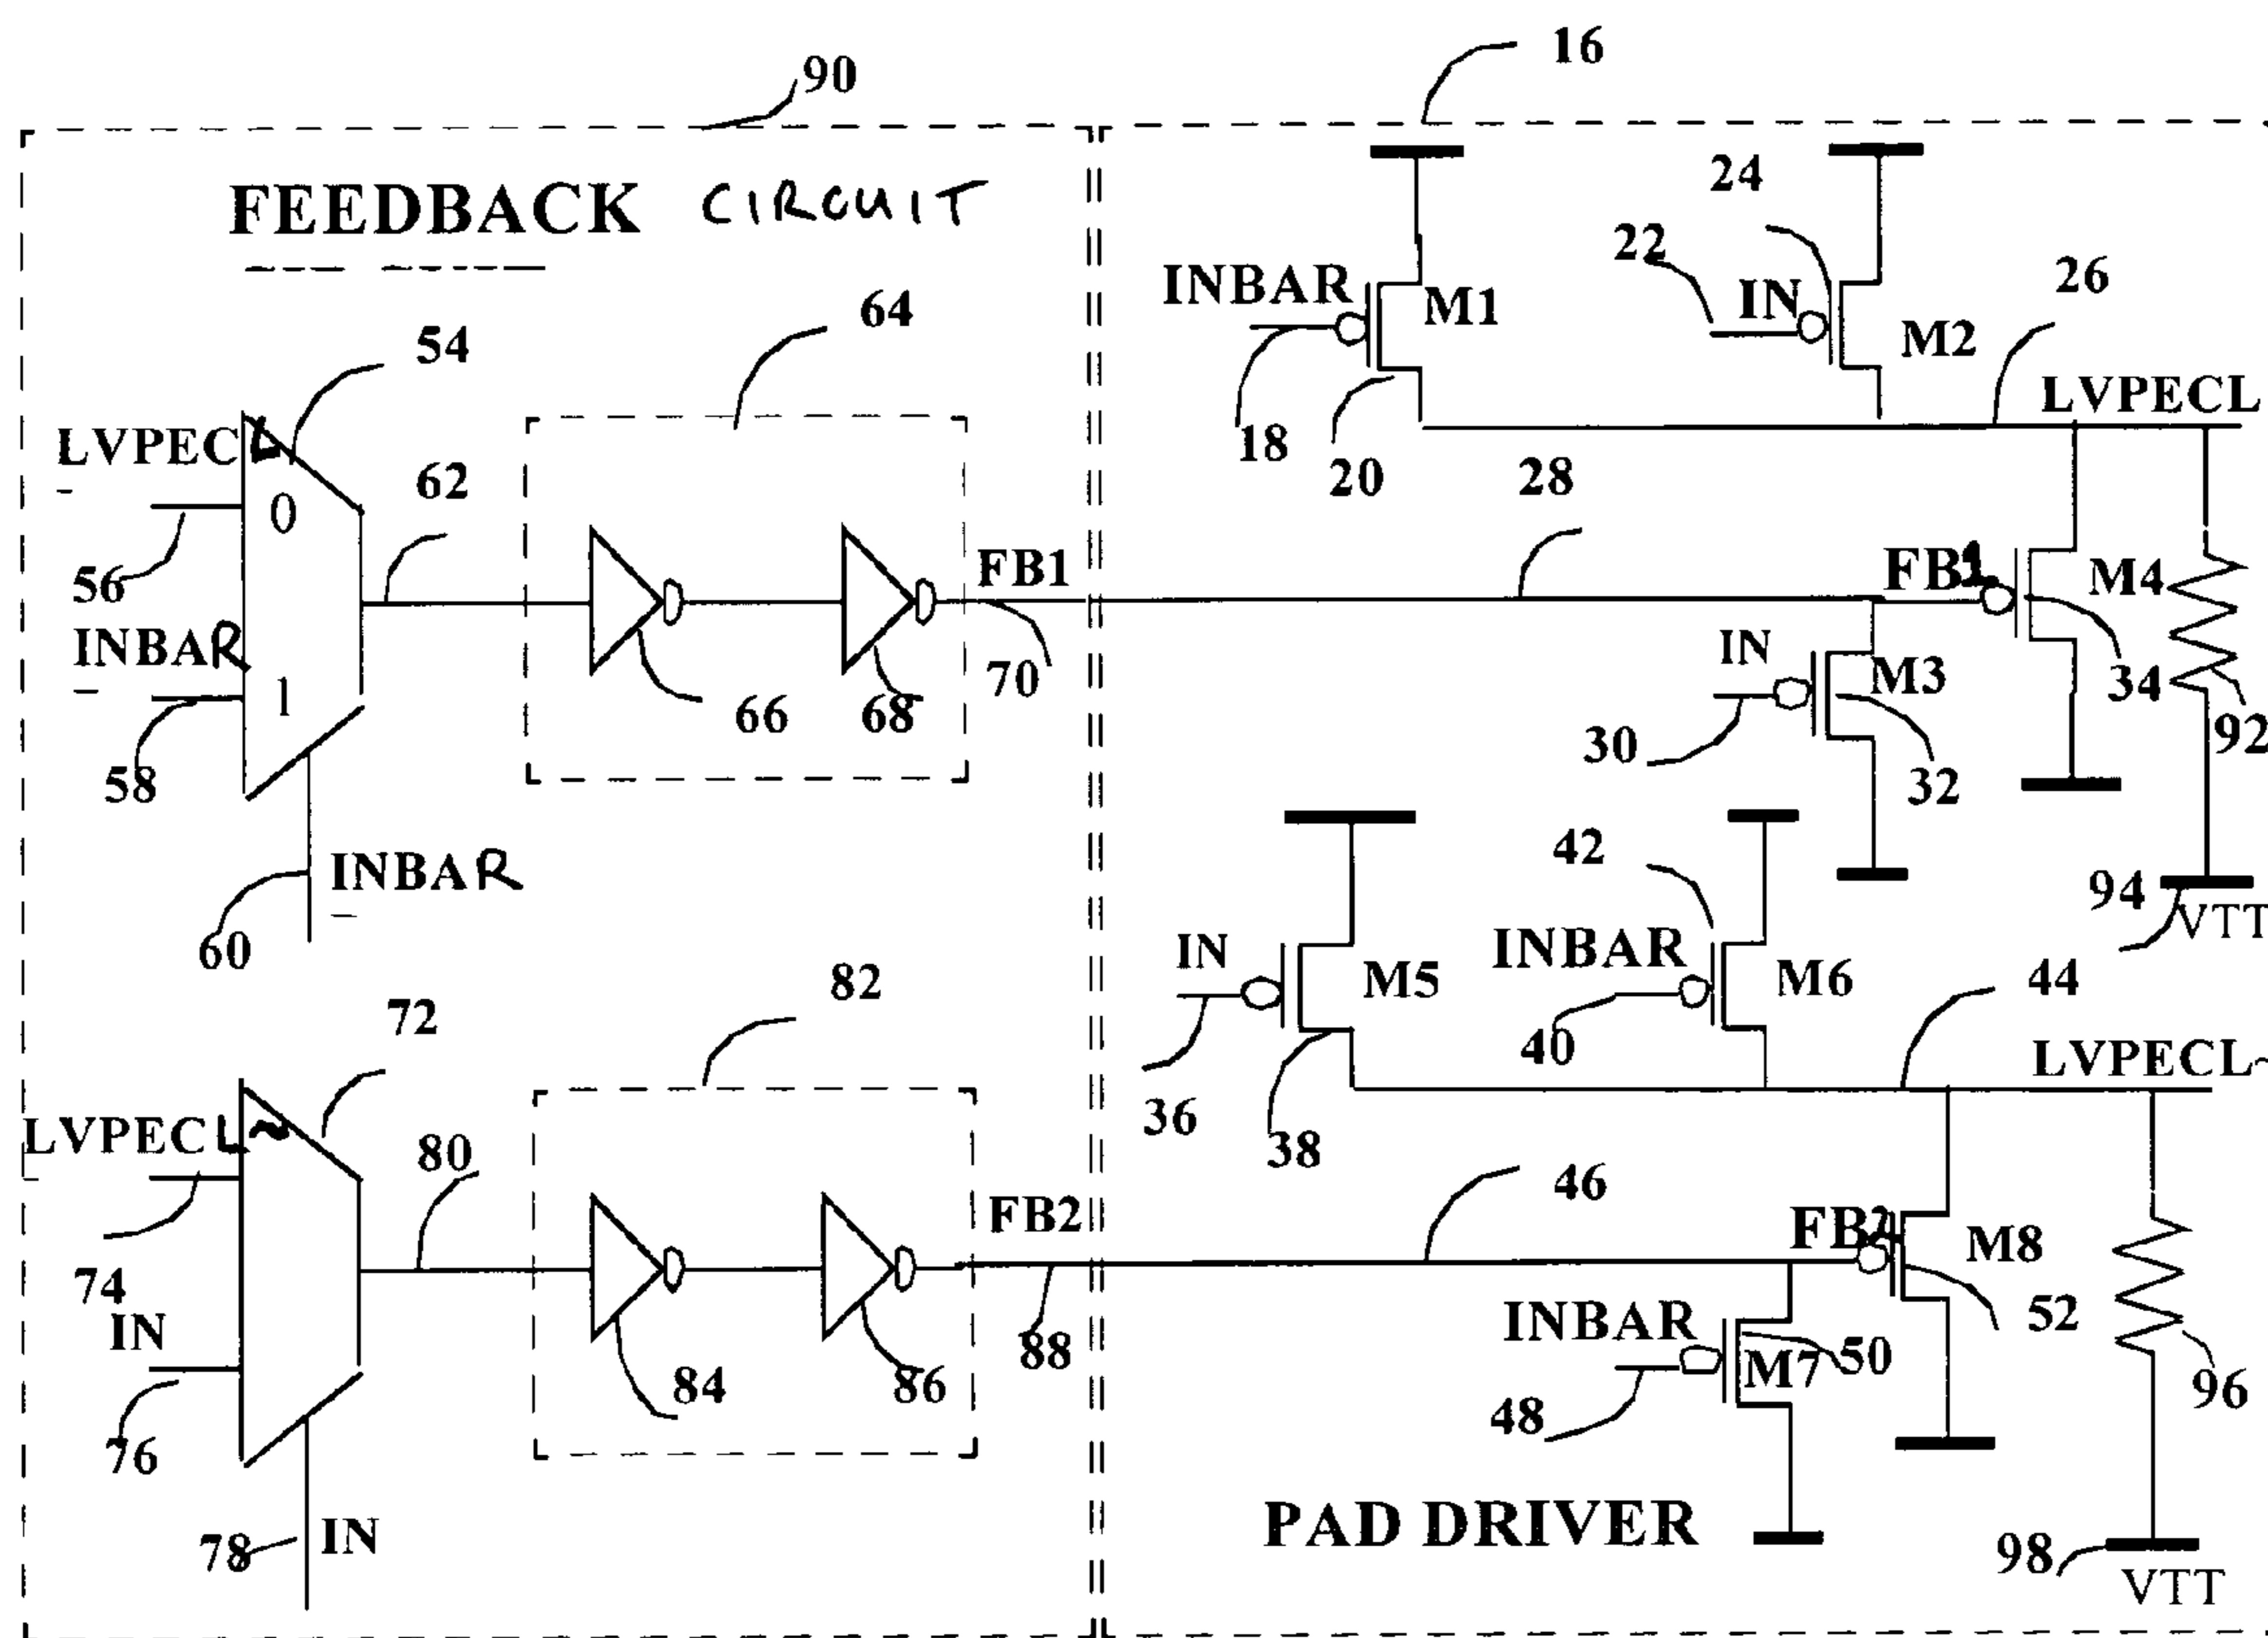 90
16
FEEDBACK CIRCUIT
24
22
INBAR
M1
IN
M2
26
64
54
LVPECL
18
20
28
LVPECL
0
62
56
FB1
FB1
M4
INBAR
1
70
IN
M3
34
66
68
58
30
32
92
INBAR
60
42
94
VTT
IN
M5
INBAR
M6
44
72
82
36
38
40
LVPECL~
LVPECL~
80
46
74
FB2
FB2
M8
IN
INBAR
52
88
M7
50
84
86
76
48
96
78
IN
PAD DRIVER
98
VTT